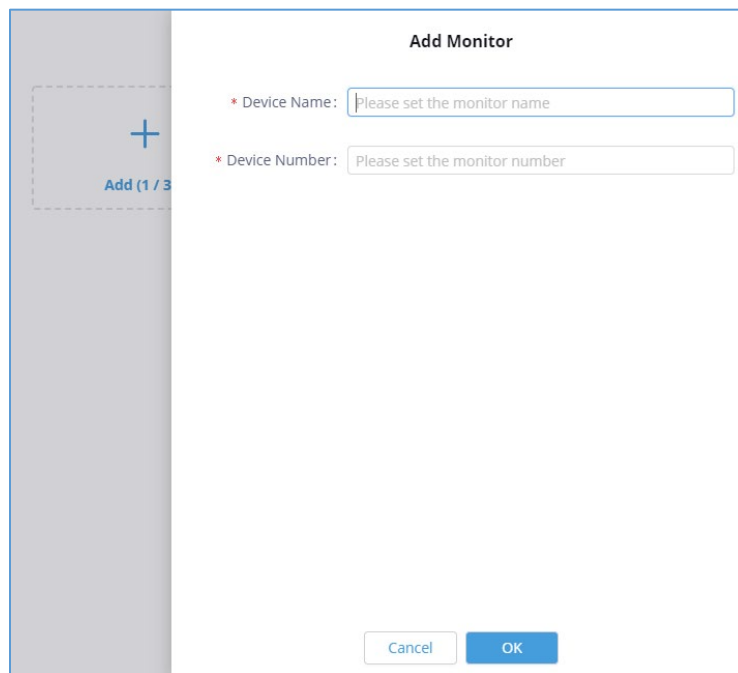 Add Monitor
* Device Name:
Please set the monitor name
* Device Number:
Please set the monitor number
Add (1 / 3
Cancel
OK